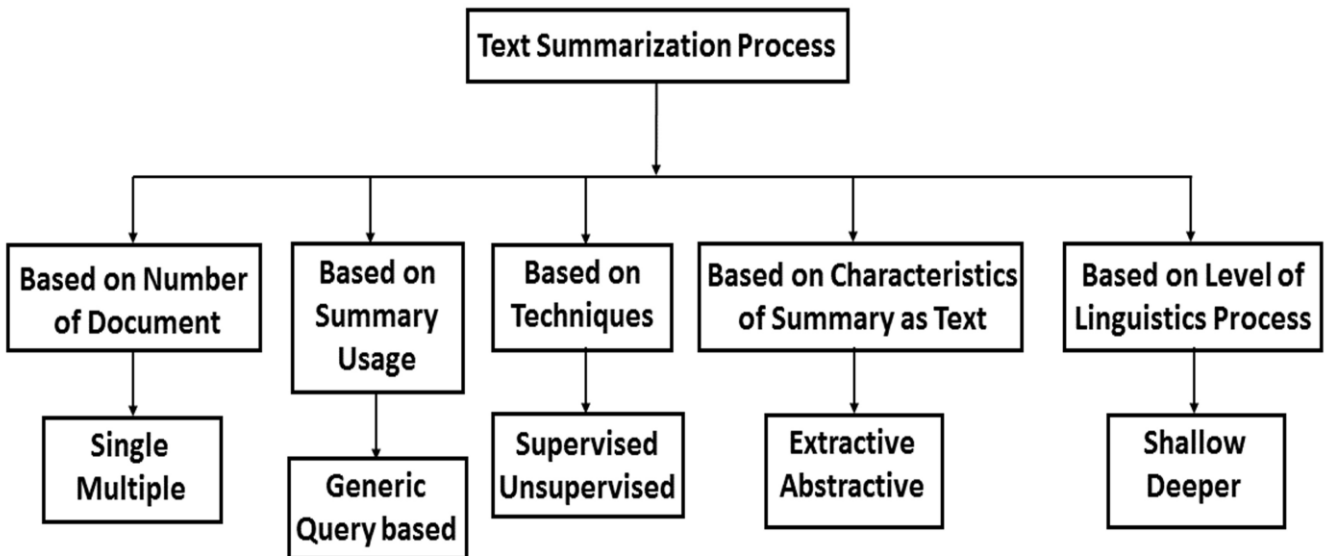 Text Summarization Process
Based on Number
of Document
Based on
Summary
Usage
Based on
Techniques
Based on Characteristics
of Summary as Text
Based on Level of
Linguistics Process
Single
Multiple
Generic
Query based
Supervised
Unsupervised
Extractive
Abstractive
Shallow
Deeper